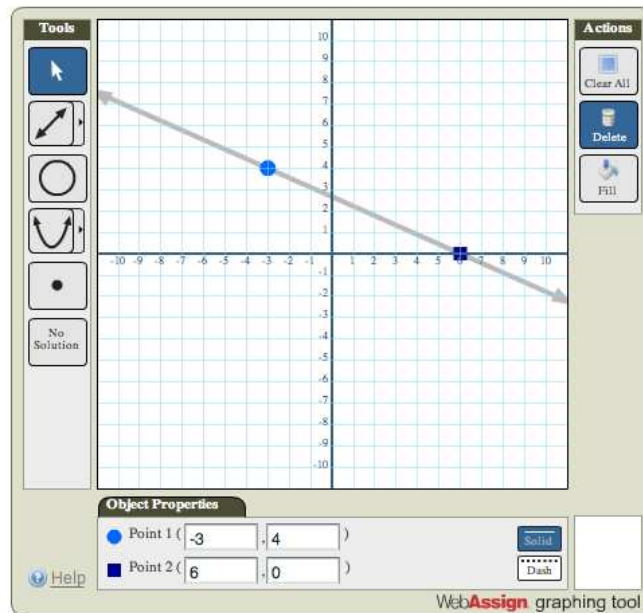 Tools
Actions
Clear All
Delete
Fill
No
Solution
10
9
8
7
6
5
4
3
2
1
-10 -9 -8 -7 -6 -5 -4 -3 -2 -1 1 2 3 4 5 6 7 8 9 10
-1
-2
-3
-4
-5
-6
-7
-8
-9
-10
Object Properties
Point 1 ( -3 , 4 )
Solid
Point 2 ( 6 , 0 )
Dash
Help
WebAssign graphing tool